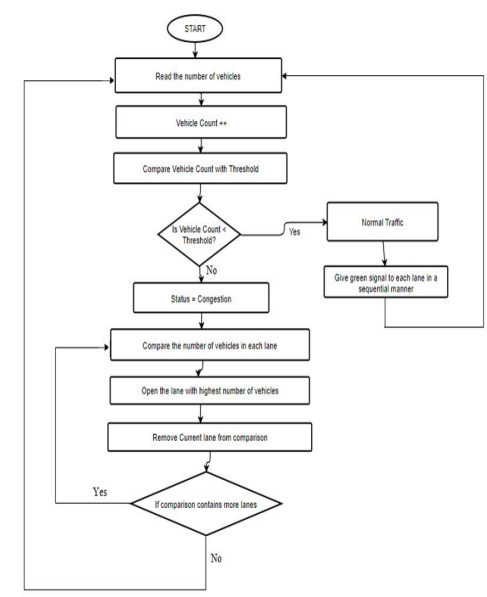 START
Read the number of vehicles
Vehicle Count ++
Compare Vehicle Count with Threshold
Is Vehicle Count <
Threshold?
Yes
Normal Traffic
Give green signal to each lane in a
sequential manner
No
Status = Congestion
Compare the number of vehicles in each lane
Open the lane with highest number of vehicles
Remove Current lane from comparison
If comparison contains more lanes
Yes
No